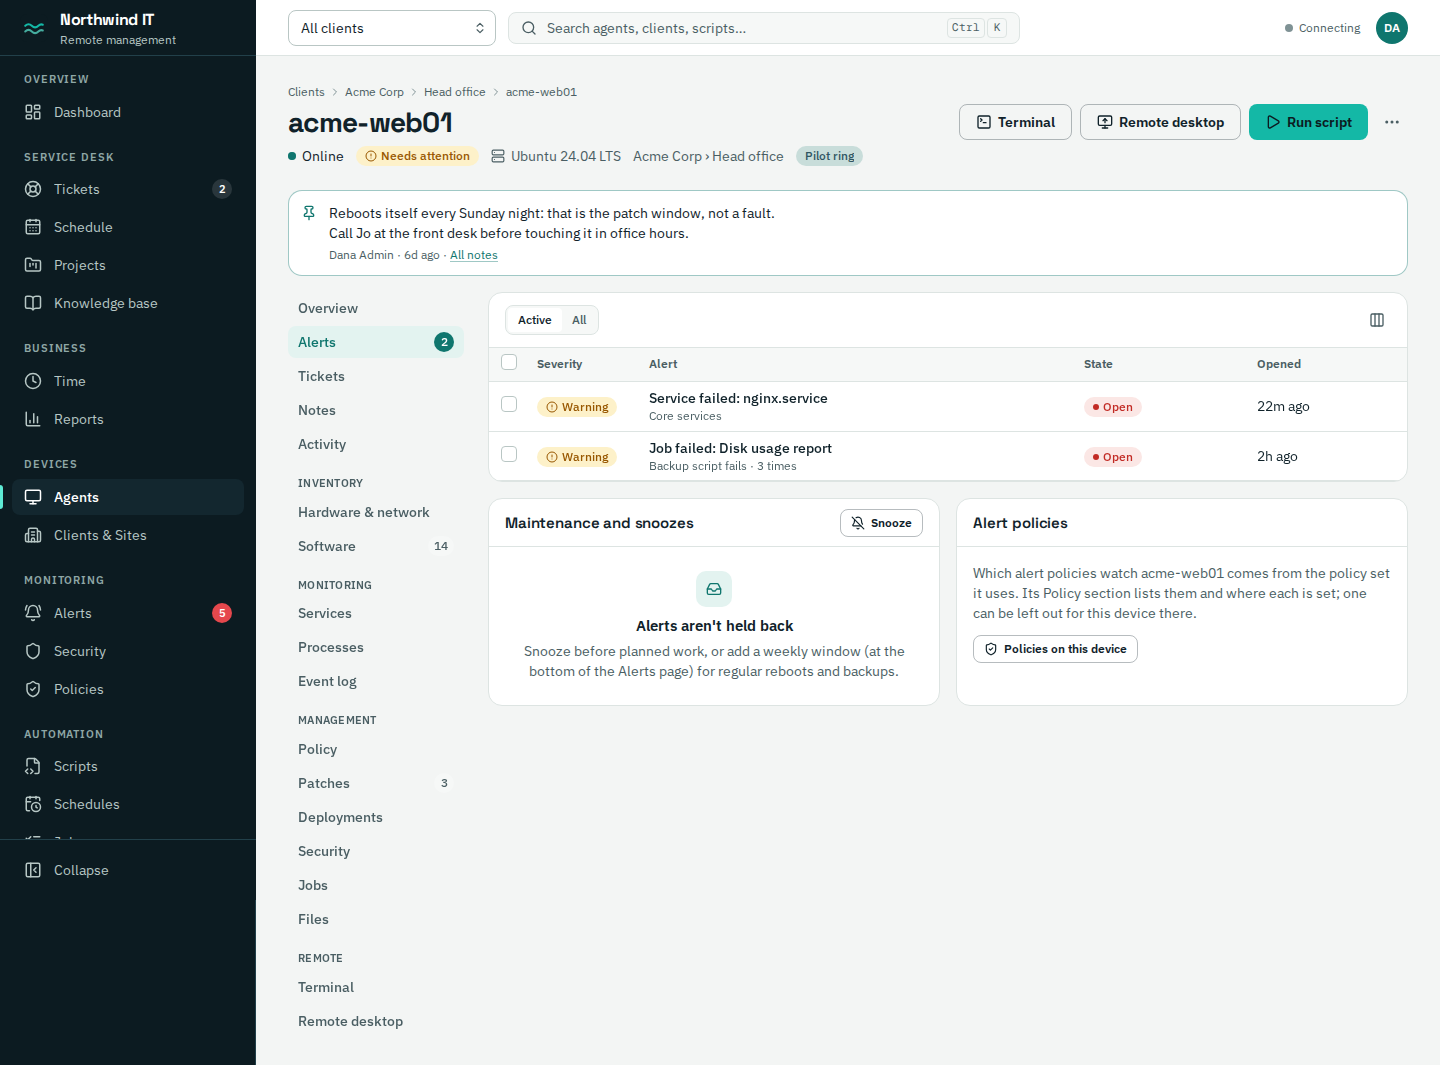 Northwind IT
Remote management
All clients
Search agents, clients, scripts...
Ctrl K
Connecting
DA
OVERVIEW
Dashboard
SERVICE DESK
Tickets 2
Schedule
Projects
Knowledge base
BUSINESS
Time
Reports
DEVICES
Agents
Clients & Sites
MONITORING
Alerts 5
Security
Policies
AUTOMATION
Scripts
Schedules
Collapse
Clients > Acme Corp > Head office > acme-web01
acme-web01
Terminal
Remote desktop
Run script
Online
Needs attention
Ubuntu 24.04 LTS
Acme Corp › Head office
Pilot ring
Reboots itself every Sunday night: that is the patch window, not a fault.
Call Jo at the front desk before touching it in office hours.
Dana Admin · 6d ago · All notes
Overview
Alerts 2
Tickets
Notes
Activity
INVENTORY
Hardware & network
Software 14
MONITORING
Services
Processes
Event log
MANAGEMENT
Policy
Patches 3
Deployments
Security
Jobs
Files
REMOTE
Terminal
Remote desktop
Active All
Severity Alert State Opened
Warning Service failed: nginx.service Open 22m ago
Core services
Warning Job failed: Disk usage report Open 2h ago
Backup script fails · 3 times
Maintenance and snoozes
Snooze
Alerts aren't held back
Snooze before planned work, or add a weekly window (at the
bottom of the Alerts page) for regular reboots and backups.
Alert policies
Which alert policies watch acme-web01 comes from the policy set
it uses. Its Policy section lists them and where each is set; one
can be left out for this device there.
Policies on this device